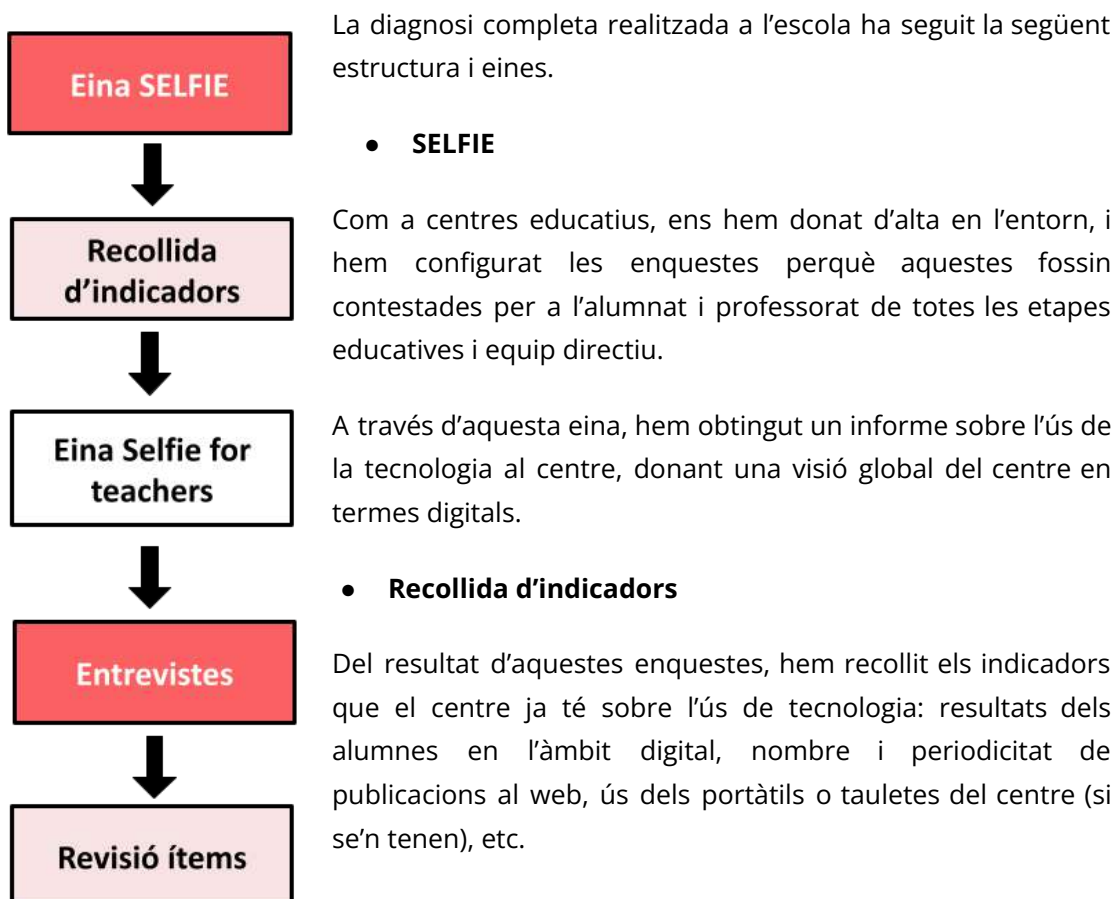 Eina SELFIE
Recollida
d'indicadors
Eina Selfie for
teachers
Entrevistes
Revisió ítems
La diagnosi completa realitzada a l'escola ha seguit la següent
estructura i eines.
● SELFIE
Com a centres educatius, ens hem donat d'alta en l'entorn, i
hem configurat les enquestes perquè aquestes fossin
contestades per a l'alumnat i professorat de totes les etapes
educatives i equip directiu.
A través d'aquesta eina, hem obtingut un informe sobre l'ús de
la tecnologia al centre, donant una visió global del centre en
termes digitals.
● Recollida d'indicadors
Del resultat d'aquestes enquestes, hem recollit els indicadors
que el centre ja té sobre l'ús de tecnologia: resultats dels
alumnes en l'àmbit digital, nombre i periodicitat de
publicacions al web, ús dels portàtils o tauletes del centre (si
se'n tenen), etc.